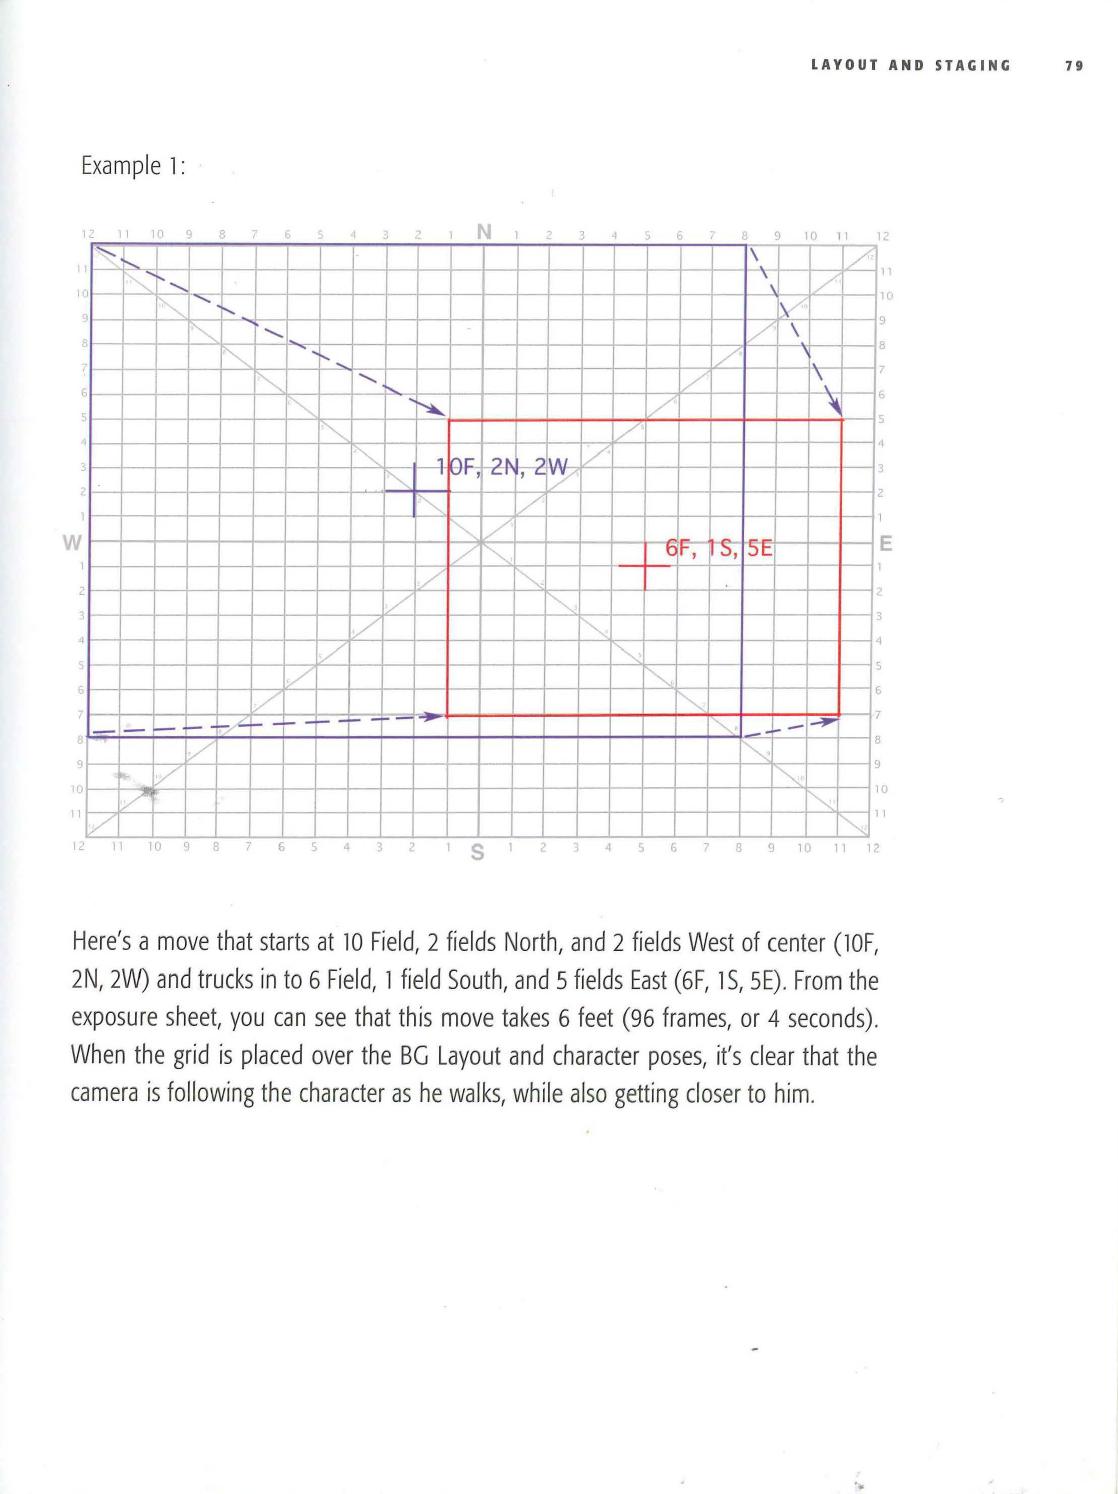 LAYOUT AND STAGING 79
Example 1:
12 11 10 9 8 7 6 5 4 3 2 1 N 1 2 3 4 5 6 7 8 9 10 11 12
11 11
10 10
9 9
8 8
7 7
6 6
5 5
4 4
3 10F, 2N, 2W 3
2 2
1 1
W 6F, 1S, 5E E
1 1
2 2
3 3
4 4
5 5
6 6
7 7
8 8
9 9
10 10
11 11
12 11 10 9 8 7 6 5 4 3 2 1 S 1 2 3 4 5 6 7 8 9 10 11 12
Here's a move that starts at 10 Field, 2 fields North, and 2 fields West of center (10F,
2N, 2W) and trucks in to 6 Field, 1 field South, and 5 fields East (6F, 1S, 5E). From the
exposure sheet, you can see that this move takes 6 feet (96 frames, or 4 seconds).
When the grid is placed over the BG Layout and character poses, it's clear that the
camera is following the character as he walks, while also getting closer to him.